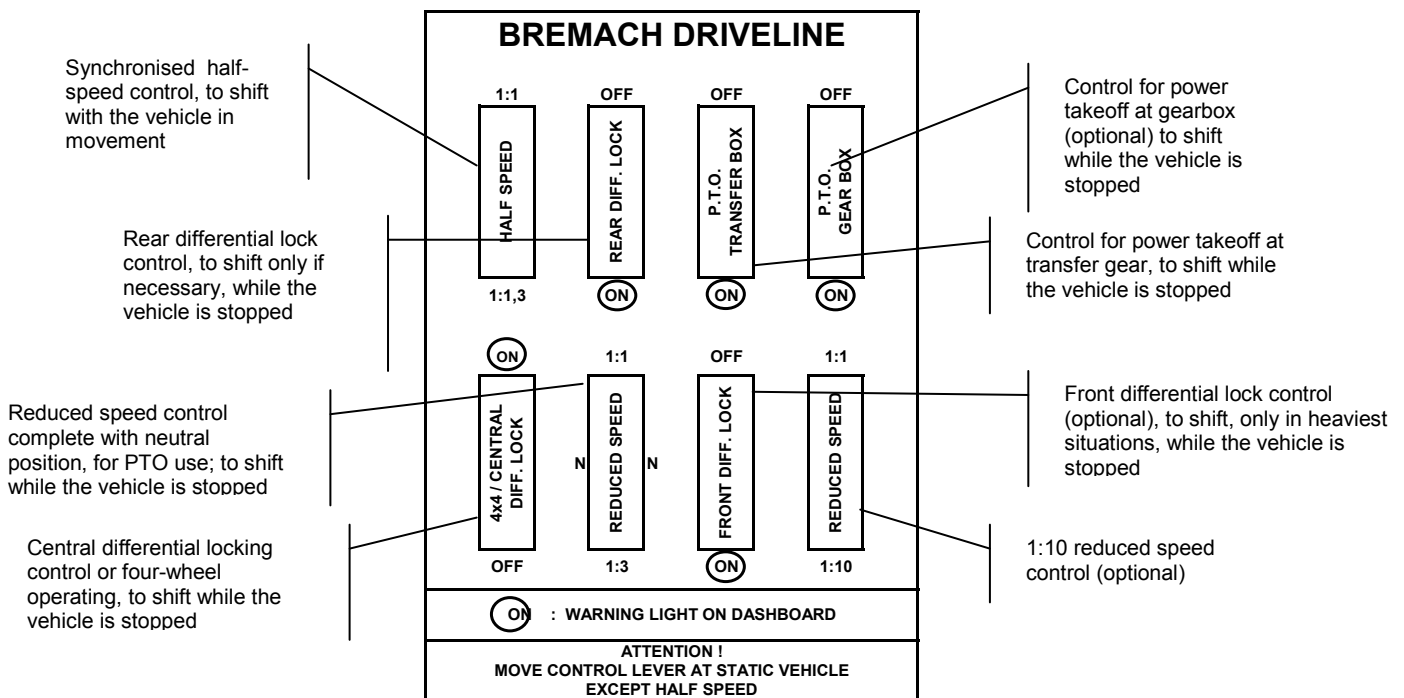 BREMACH DRIVELINE
Synchronised half-
speed control, to shift
with the vehicle in
movement
Rear differential lock
control, to shift only if
necessary, while the
vehicle is stopped
Reduced speed control
complete with neutral
position, for PTO use; to shift
while the vehicle is stopped
Central differential locking
control or four-wheel
operating, to shift while the
vehicle is stopped
1:1
HALF SPEED
1:1,3
OFF
REAR DIFF. LOCK
ON
OFF
P.T.O.
TRANSFER BOX
ON
OFF
P.T.O.
GEAR BOX
ON
ON
4x4 / CENTRAL
DIFF. LOCK
OFF
1:1
N
REDUCED SPEED
N
1:3
OFF
FRONT DIFF. LOCK
ON
1:1
REDUCED SPEED
1:10
Control for power
takeoff at gearbox
(optional) to shift
while the vehicle is
stopped
Control for power takeoff at
transfer gear, to shift while
the vehicle is stopped
Front differential lock control
(optional), to shift, only in heaviest
situations, while the vehicle is
stopped
1:10 reduced speed
control (optional)
ON : WARNING LIGHT ON DASHBOARD
ATTENTION !
MOVE CONTROL LEVER AT STATIC VEHICLE
EXCEPT HALF SPEED